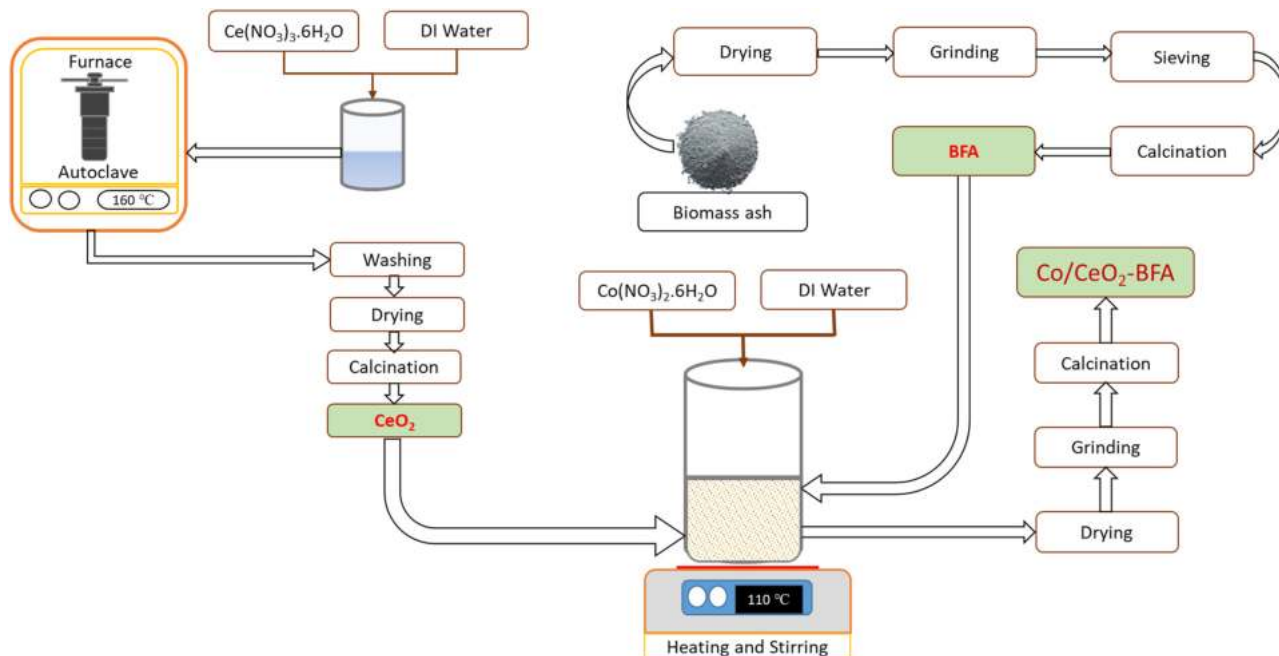 Furnace
Autoclave
160 ℃
Ce(NO₃)₃.6H₂O
DI Water
Washing
Drying
Calcination
CeO₂
Biomass ash
Drying
Grinding
Sieving
Calcination
BFA
Co(NO₃)₂.6H₂O
DI Water
110 ℃
Heating and Stirring
Drying
Grinding
Calcination
Co/CeO₂-BFA